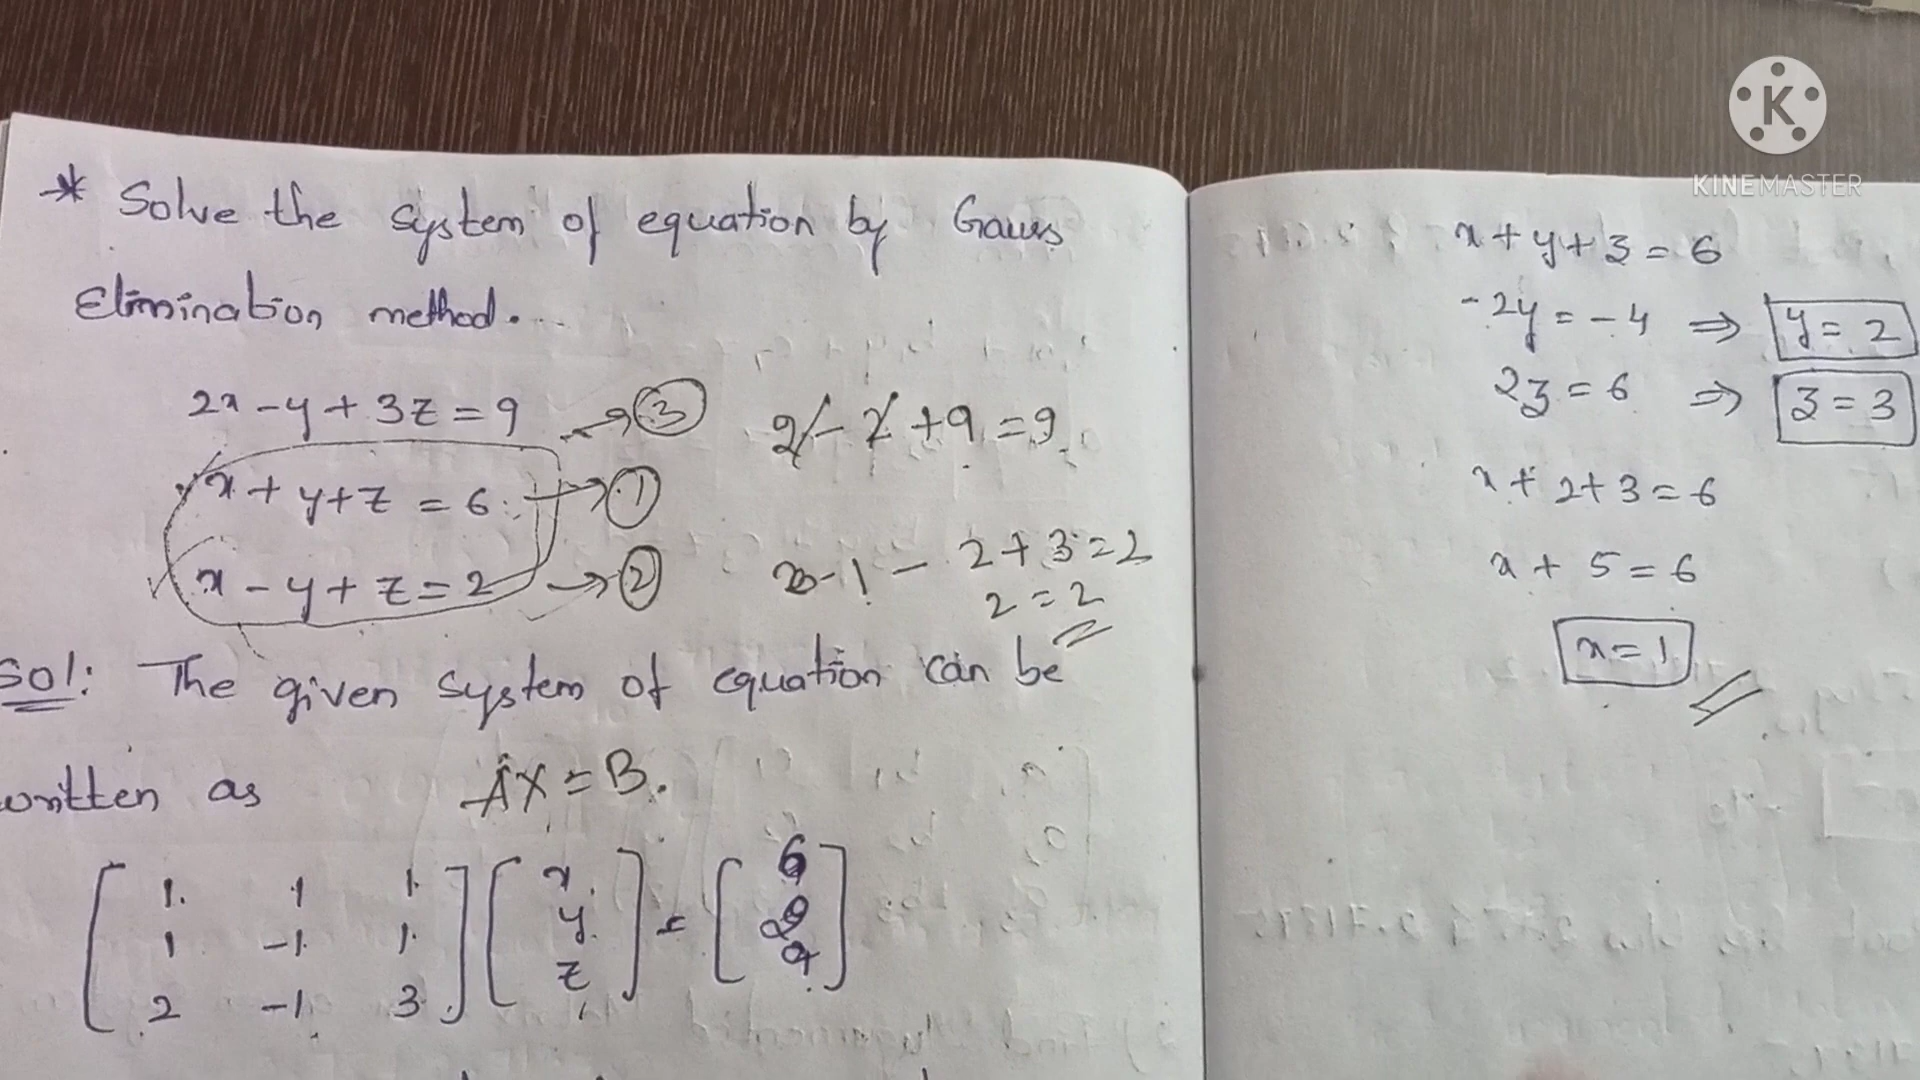 * Solve the system of equation by Gauss
Elimination method.
2x - y + 3z = 9 → ③
x + y + z = 6 → ①
x - y + z = 2 → ②
2 - 2 + 9 = 9
1 - 2 + 3 = 2
2 = 2
Sol: The given system of equation can be
written as AX = B.
[ 1 1 1 ] [ x ] = [ 6 ]
[ 1 -1 1 ] [ y ] [ 2 ]
[ 2 -1 3 ] [ z ] [ 9 ]
x + y + z = 6
-2y = -4 ⇒ y = 2
2z = 6 ⇒ z = 3
x + 2 + 3 = 6
x + 5 = 6
x = 1
K
KINEMASTER